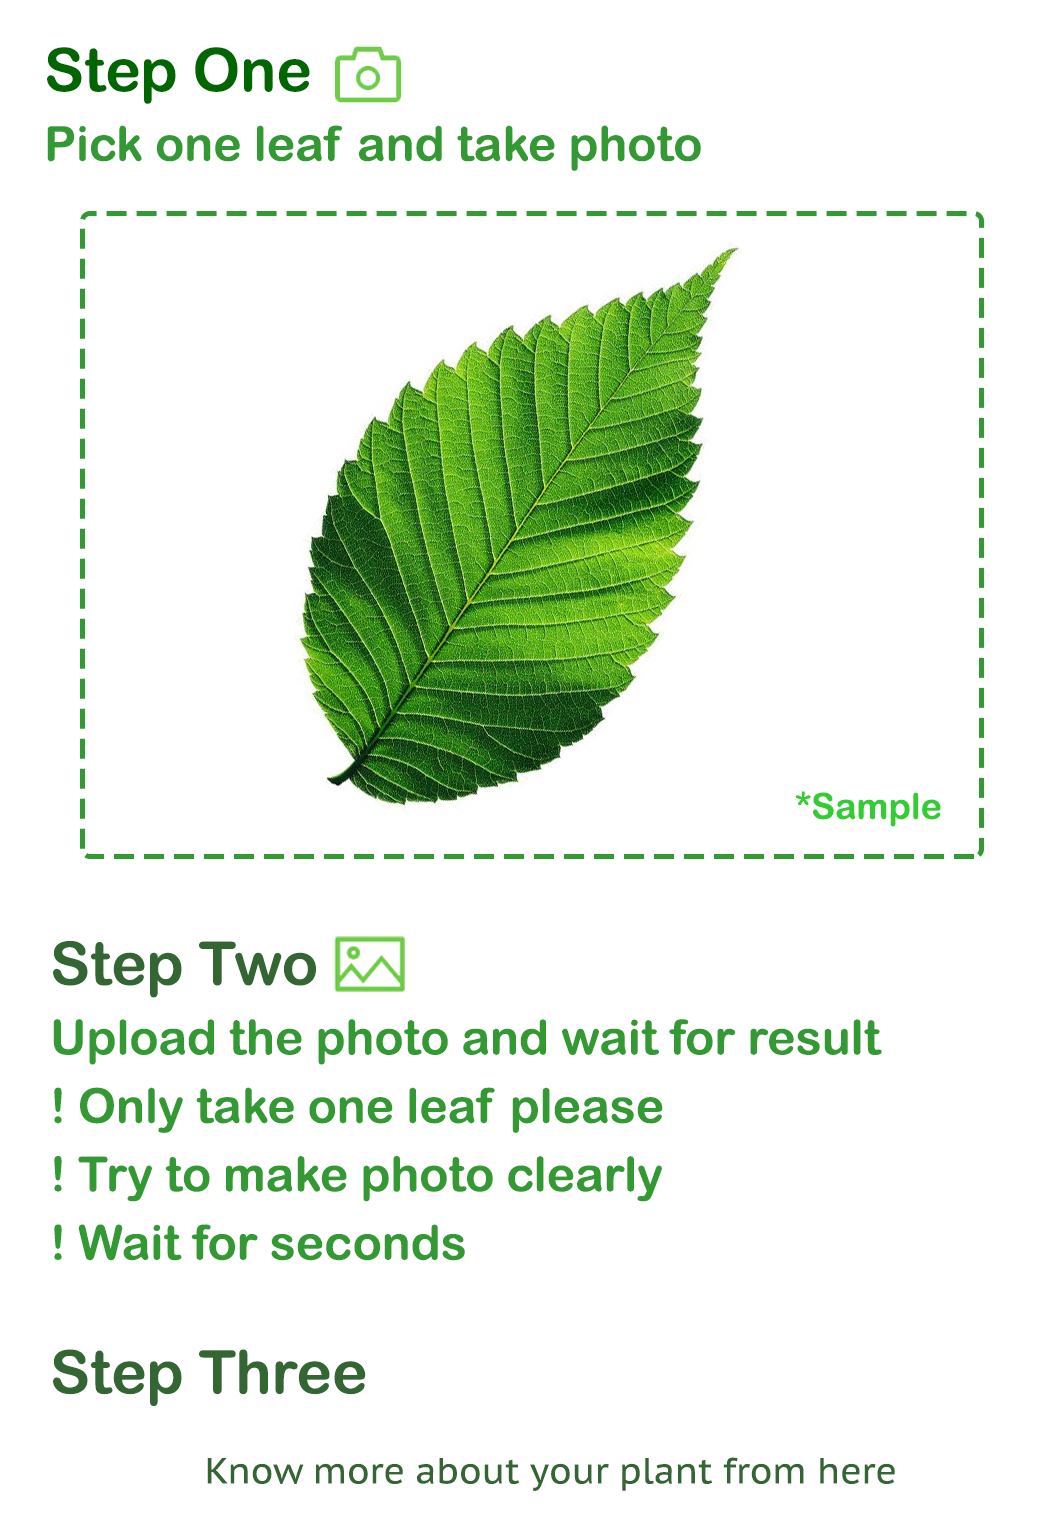 Step One
Pick one leaf and take photo
*Sample
Step Two
Upload the photo and wait for result
! Only take one leaf please
! Try to make photo clearly
! Wait for seconds
Step Three
Know more about your plant from here